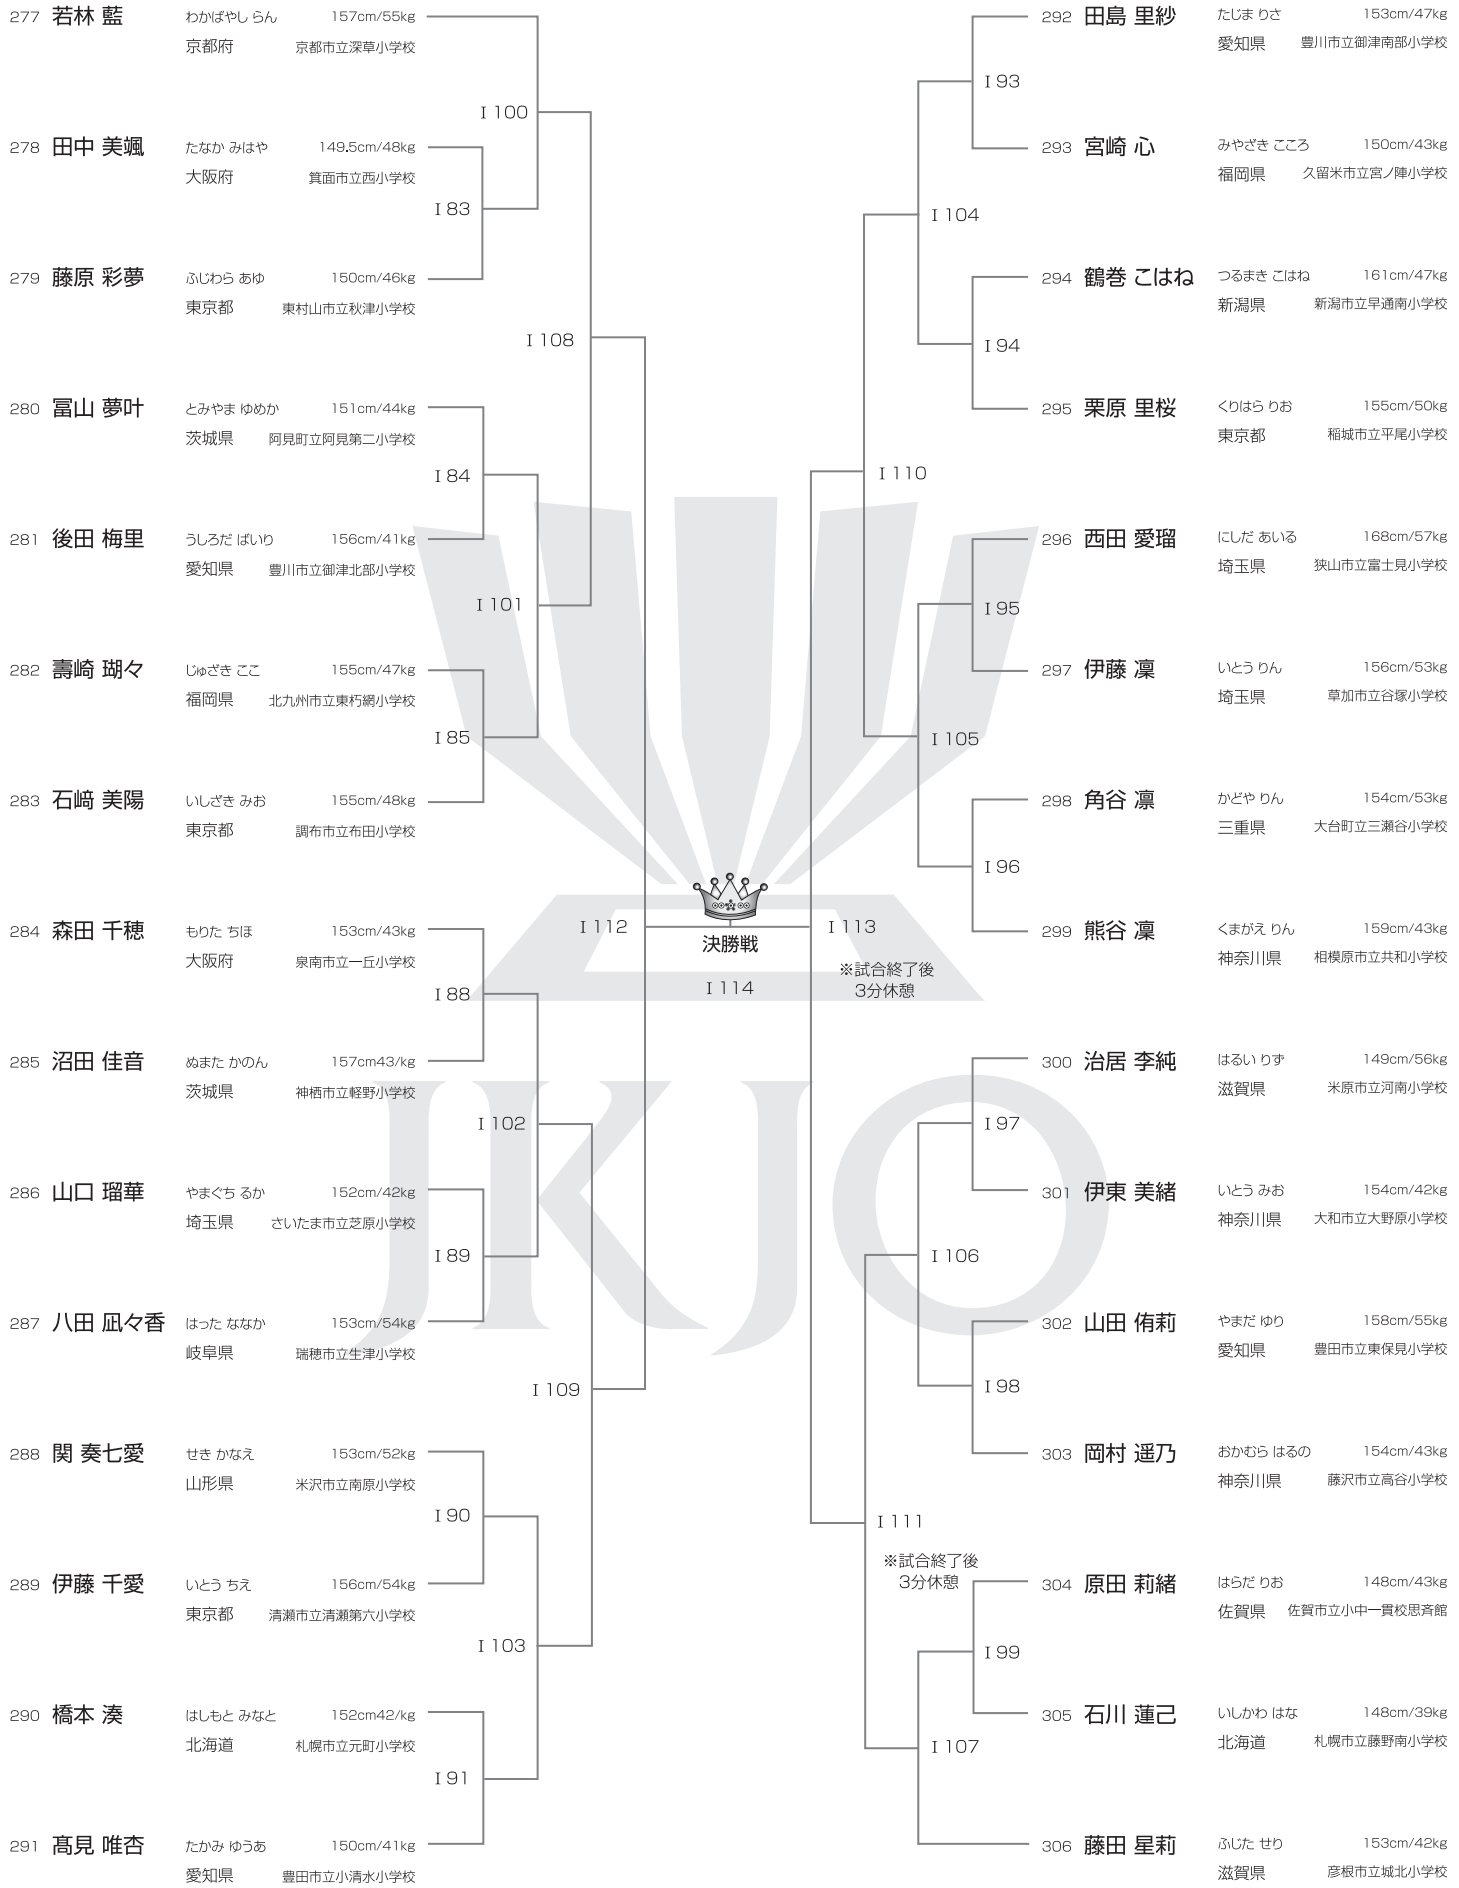 277 若林 藍 わかばやし らん 157cm/55kg
京都府 京都市立深草小学校
I 100
278 田中 美颯 たなか みはや 149.5cm/48kg
大阪府 箕面市立西小学校
I 83
279 藤原 彩夢 ふじわら あゆ 150cm/46kg
東京都 東村山市立秋津小学校
I 108
280 冨山 夢叶 とみやま ゆめか 151cm/44kg
茨城県 阿見町立阿見第二小学校
I 84
281 後田 梅里 うしろだ ばいり 156cm/41kg
愛知県 豊川市立御津北部小学校
I 101
282 壽崎 瑚々 じゅざき ここ 155cm/47kg
福岡県 北九州市立東朽網小学校
I 85
283 石﨑 美陽 いしざき みお 155cm/48kg
東京都 調布市立布田小学校
I 112
284 森田 千穂 もりた ちほ 153cm/43kg
大阪府 泉南市立一丘小学校
I 88
285 沼田 佳音 ぬまた かのん 157cm43/kg
茨城県 神栖市立軽野小学校
I 102
286 山口 瑠華 やまぐち るか 152cm/42kg
埼玉県 さいたま市立芝原小学校
I 89
287 八田 凪々香 はった ななか 153cm/54kg
岐阜県 瑞穂市立生津小学校
I 109
288 関 奏七愛 せき かなえ 153cm/52kg
山形県 米沢市立南原小学校
I 90
289 伊藤 千愛 いとう ちえ 156cm/54kg
東京都 清瀬市立清瀬第六小学校
I 103
290 橋本 湊 はしもと みなと 152cm42/kg
北海道 札幌市立元町小学校
I 91
291 髙見 唯杏 たかみ ゆうあ 150cm/41kg
愛知県 豊田市立小清水小学校
決勝戦
I 114
JKJO
292 田島 里紗 たじま りさ 153cm/47kg
愛知県 豊川市立御津南部小学校
I 93
293 宮崎 心 みやざき こころ 150cm/43kg
福岡県 久留米市立宮ノ陣小学校
I 104
294 鶴巻 こはね つるまき こはね 161cm/47kg
新潟県 新潟市立早通南小学校
I 94
295 栗原 里桜 くりはら りお 155cm/50kg
東京都 稲城市立平尾小学校
I 110
296 西田 愛瑠 にしだ あいる 168cm/57kg
埼玉県 狭山市立富士見小学校
I 95
297 伊藤 凜 いとう りん 156cm/53kg
埼玉県 草加市立谷塚小学校
I 105
298 角谷 凛 かどや りん 154cm/53kg
三重県 大台町立三瀬谷小学校
I 96
299 熊谷 凛 くまがえ りん 159cm/43kg
神奈川県 相模原市立共和小学校
I 113
※試合終了後
3分休憩
300 治居 李純 はるい りず 149cm/56kg
滋賀県 米原市立河南小学校
I 97
301 伊東 美緒 いとう みお 154cm/42kg
神奈川県 大和市立大野原小学校
I 106
302 山田 侑莉 やまだ ゆり 158cm/55kg
愛知県 豊田市立東保見小学校
I 98
303 岡村 遥乃 おかむら はるの 154cm/43kg
神奈川県 藤沢市立高谷小学校
I 111
※試合終了後
3分休憩
304 原田 莉緒 はらだ りお 148cm/43kg
佐賀県 佐賀市立小中一貫校思斉館
I 99
305 石川 蓮己 いしかわ はな 148cm/39kg
北海道 札幌市立藤野南小学校
I 107
306 藤田 星莉 ふじた せり 153cm/42kg
滋賀県 彦根市立城北小学校